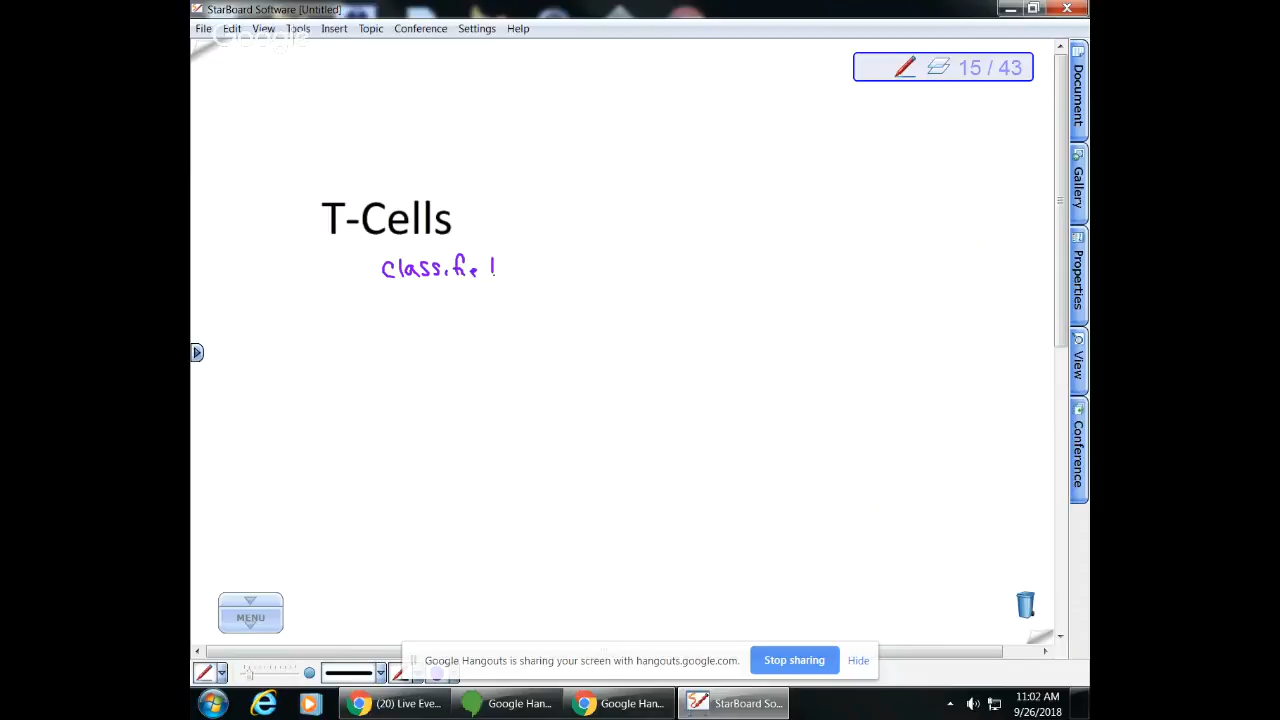 StarBoard Software [Untitled]
File Edit View Tools Insert Topic Conference Settings Help
Google
15 / 43
Document
Gallery
Properties
View
Conference
T-Cells
MENU
Google Hangouts is sharing your screen with hangouts.google.com. Stop sharing Hide
(20) Live Eve... Google Han... Google Han... StarBoard So...
11:02 AM
9/26/2018